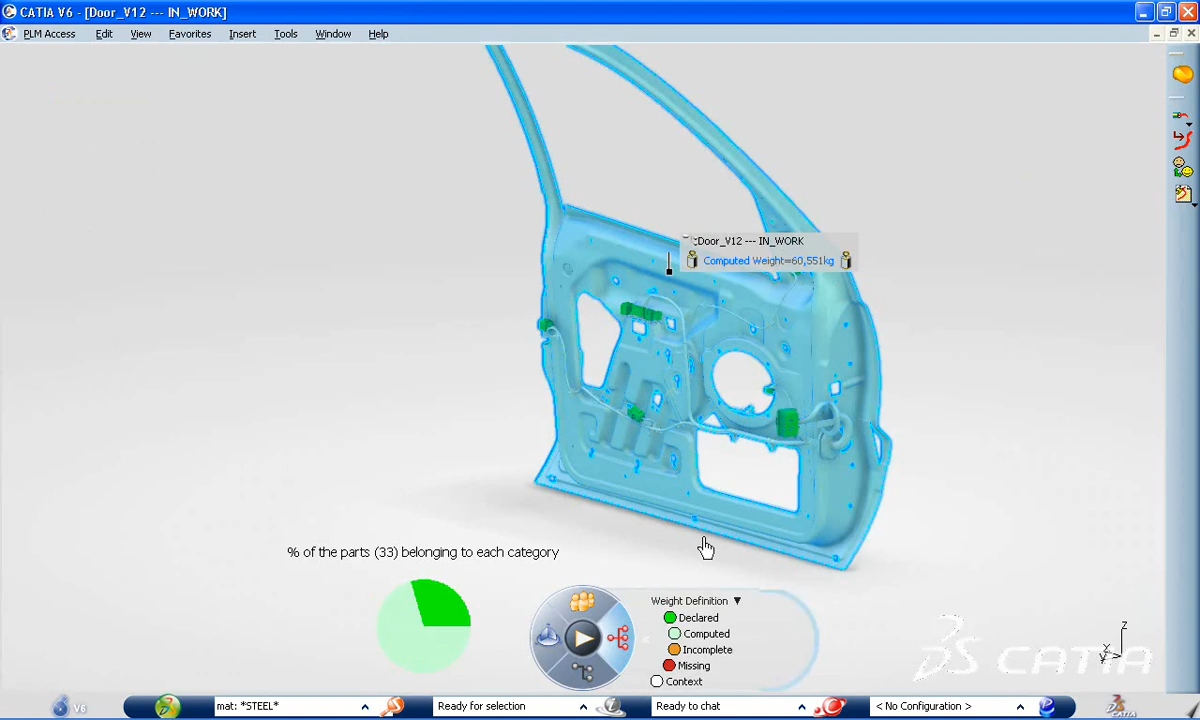 CATIA V6 - [Door_V12 --- IN_WORK]
PLM Access Edit View Favorites Insert Tools Window Help
Door_V12 --- IN_WORK
Computed Weight=60,551kg
% of the parts (33) belonging to each category
Weight Definition ▼
Declared
Computed
Incomplete
Missing
Context
Z
Y
CATIA
V6
mat: *STEEL*
Ready for selection
Ready to chat
< No Configuration >
CATIA